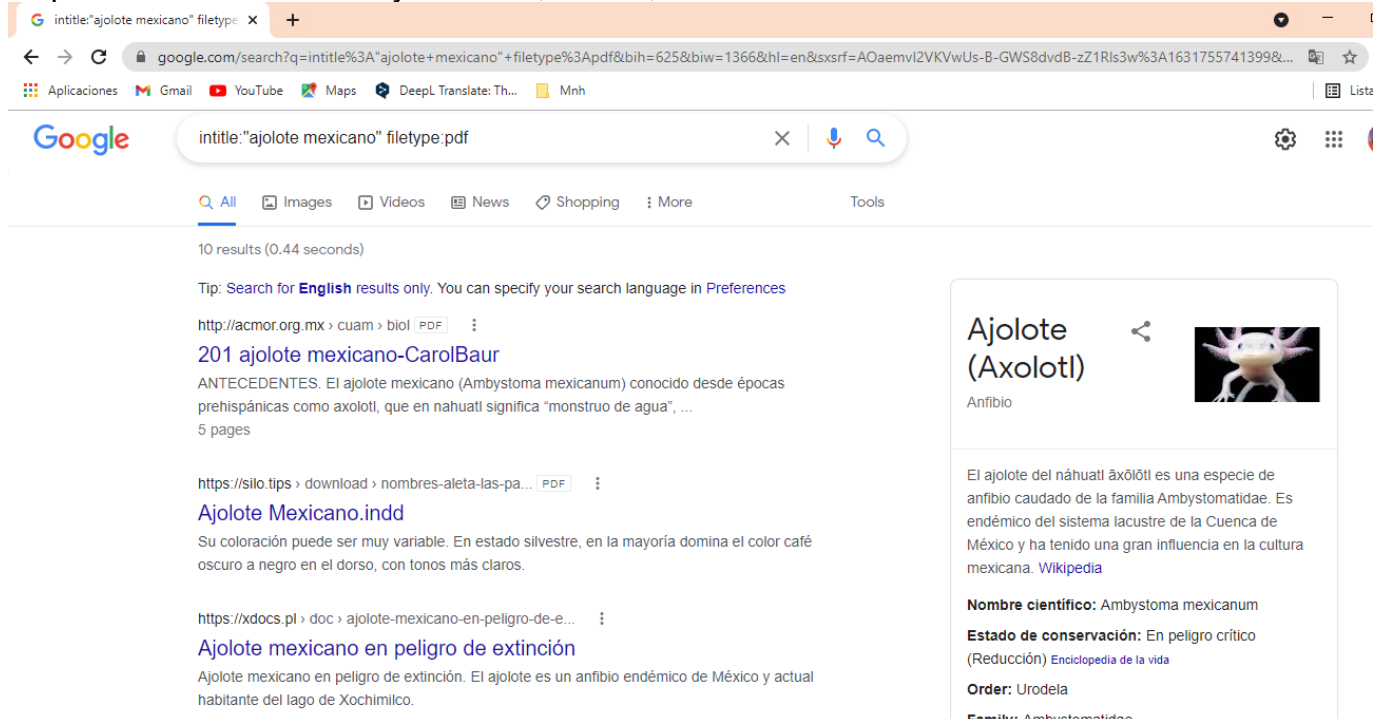 intitle:"ajolote mexicano" filetype
google.com/search?q=intitle%3A"ajolote+mexicano"+filetype%3Apdf&bih=625&biw=1366&hl=en&sxsrf=AOaemvI2VKVwUs-B-GWS8dvdB-zZ1RIs3w%3A1631755741399&...
Aplicaciones Gmail YouTube Maps DeepL Translate: Th... Mnh Lista
Google
intitle:"ajolote mexicano" filetype:pdf
All Images Videos News Shopping More Tools
10 results (0.44 seconds)
Tip: Search for English results only. You can specify your search language in Preferences
http://acmor.org.mx › cuam › biol PDF
201 ajolote mexicano-CarolBaur
ANTECEDENTES. El ajolote mexicano (Ambystoma mexicanum) conocido desde épocas
prehispánicas como axolotl, que en nahuatl significa “monstruo de agua”, ...
5 pages
https://silo.tips › download › nombres-aleta-las-pa... PDF
Ajolote Mexicano.indd
Su coloración puede ser muy variable. En estado silvestre, en la mayoría domina el color café
oscuro a negro en el dorso, con tonos más claros.
https://xdocs.pl › doc › ajolote-mexicano-en-peligro-de-e...
Ajolote mexicano en peligro de extinción
Ajolote mexicano en peligro de extinción. El ajolote es un anfibio endémico de México y actual
habitante del lago de Xochimilco.
Ajolote
(Axolotl)
Anfibio
El ajolote del náhuatl āxōlōtl es una especie de
anfibio caudado de la familia Ambystomatidae. Es
endémico del sistema lacustre de la Cuenca de
México y ha tenido una gran influencia en la cultura
mexicana. Wikipedia
Nombre científico: Ambystoma mexicanum
Estado de conservación: En peligro crítico
(Reducción) Enciclopedia de la vida
Order: Urodela
Family: Ambystomatidae